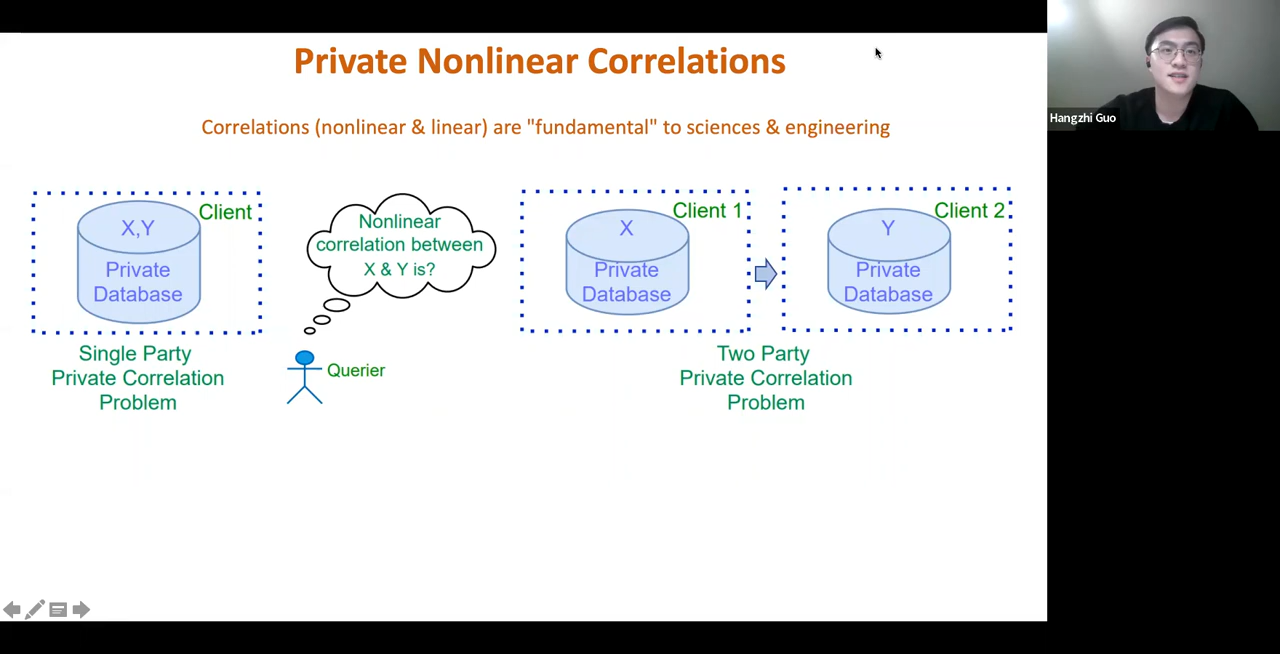 Private Nonlinear Correlations
Correlations (nonlinear & linear) are "fundamental" to sciences & engineering
Client
X,Y
Private
Database
Single Party
Private Correlation
Problem
Nonlinear
correlation between
X & Y is?
Querier
Client 1
X
Private
Database
Client 2
Y
Private
Database
Two Party
Private Correlation
Problem
Hangzhi Guo